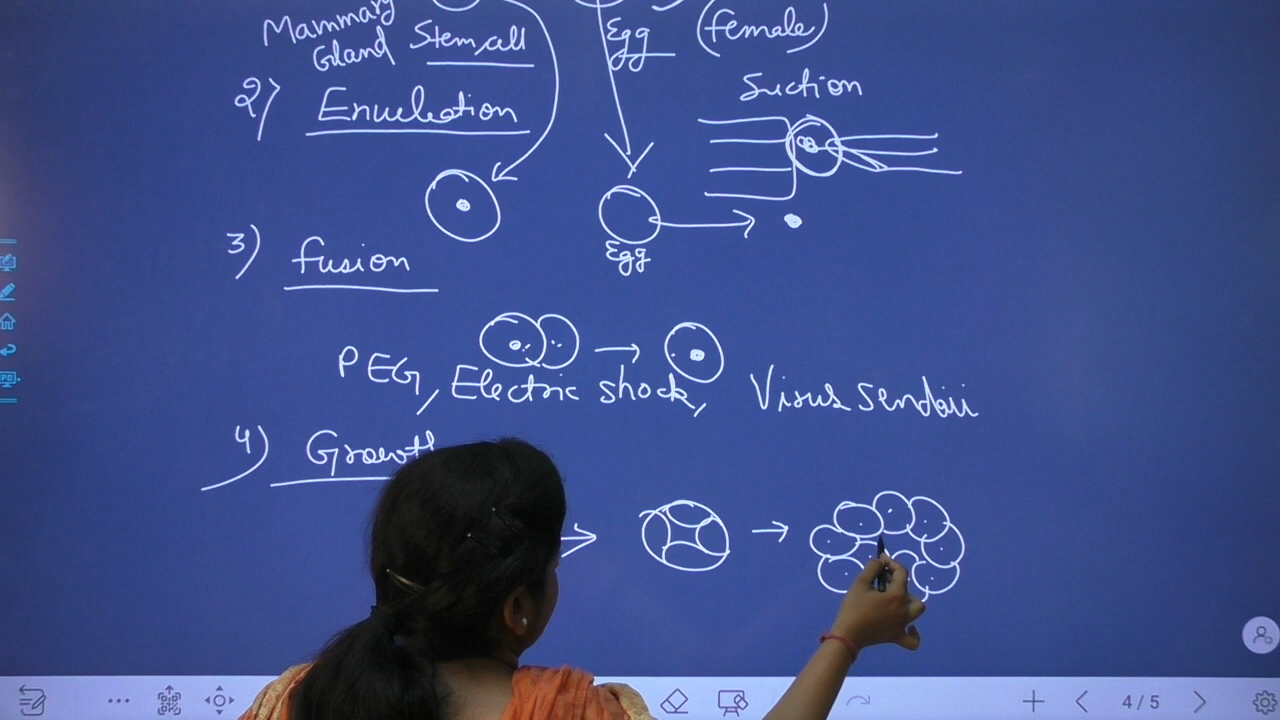 Mammary
Gland Stem cell
Egg (female)
Suction
2) Enucleation
Egg
3) fusion
PEG, Electric shock, Virus sendaii
4) Growth
4/5